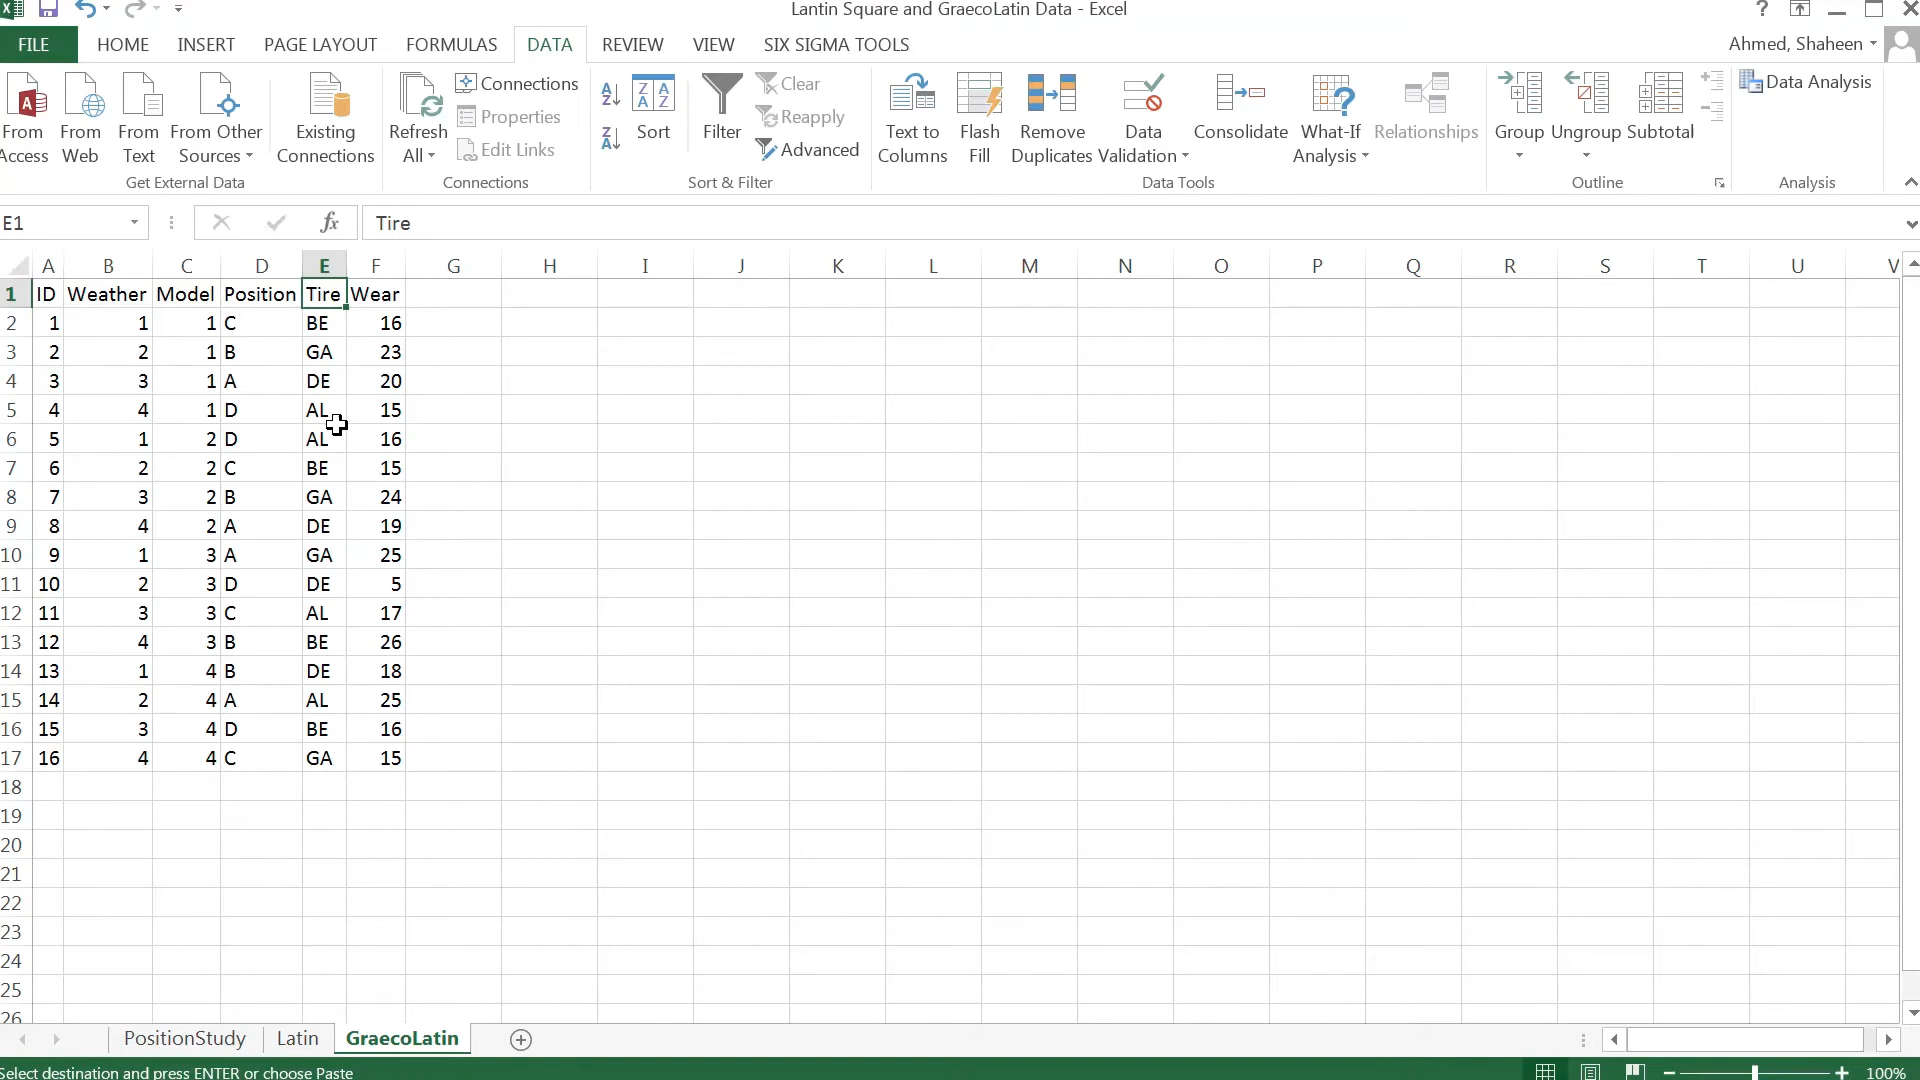 Lantin Square and GraecoLatin Data - Excel
FILE HOME INSERT PAGE LAYOUT FORMULAS DATA REVIEW VIEW SIX SIGMA TOOLS Ahmed, Shaheen
From Access
From Web
From Text
From Other Sources
Existing Connections
Refresh All
Connections
Properties
Edit Links
Sort
Filter
Clear
Reapply
Advanced
Text to Columns
Flash Fill
Remove Duplicates
Data Validation
Consolidate
What-If Analysis
Relationships
Group
Ungroup
Subtotal
Data Analysis
Get External Data Connections Sort & Filter Data Tools Outline Analysis
E1 fx Tire
A B C D E F G H I J K L M N O P Q R S T U V
1 ID Weather Model Position Tire Wear
2 1 1 1 C BE 16
3 2 2 1 B GA 23
4 3 3 1 A DE 20
5 4 4 1 D AL 15
6 5 1 2 D AL 16
7 6 2 2 C BE 15
8 7 3 2 B GA 24
9 8 4 2 A DE 19
10 9 1 3 A GA 25
11 10 2 3 D DE 5
12 11 3 3 C AL 17
13 12 4 3 B BE 26
14 13 1 4 B DE 18
15 14 2 4 A AL 25
16 15 3 4 D BE 16
17 16 4 4 C GA 15
18
19
20
21
22
23
24
25
26
PositionStudy Latin GraecoLatin
Select destination and press ENTER or choose Paste 100%